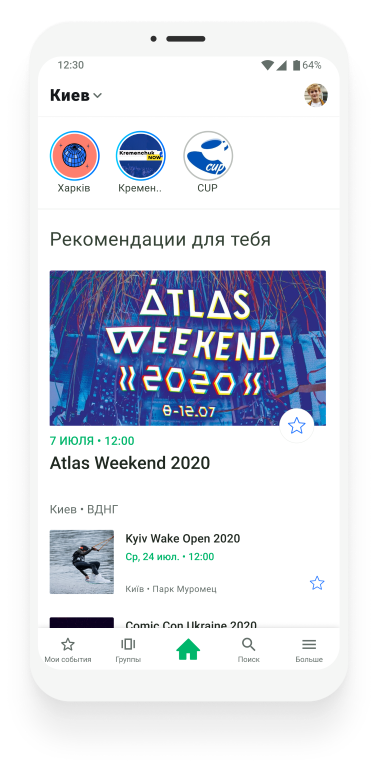 12:30
64%
Киев
Kremenchuk
NOW
CUP
Харків
Кремен..
CUP
Рекомендации для тебя
ATLAS
WEEKEND
2020
8-12.07
7 ИЮЛЯ • 12:00
Atlas Weekend 2020
Киев • ВДНГ
Kyiv Wake Open 2020
Ср, 24 июл. • 12:00
Київ • Парк Муромец
Comic Con Ukraine 2020
Мои события
Группы
Поиск
Больше